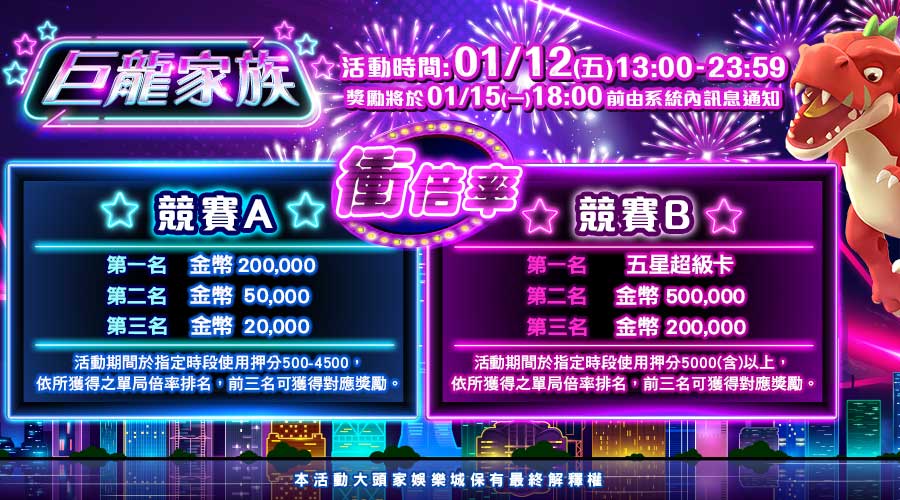 巨龍家族
活動時間:01/12(五)13:00-23:59
獎勵將於01/15(一)18:00前由系統內訊息通知
衝倍率
競賽A
第一名 金幣 200,000
第二名 金幣 50,000
第三名 金幣 20,000
活動期間於指定時段使用押分500-4500，
依所獲得之單局倍率排名，前三名可獲得對應獎勵。
競賽B
第一名 五星超級卡
第二名 金幣 500,000
第三名 金幣 200,000
活動期間於指定時段使用押分5000(含)以上，
依所獲得之單局倍率排名，前三名可獲得對應獎勵。
本活動大頭家娛樂城保有最終解釋權